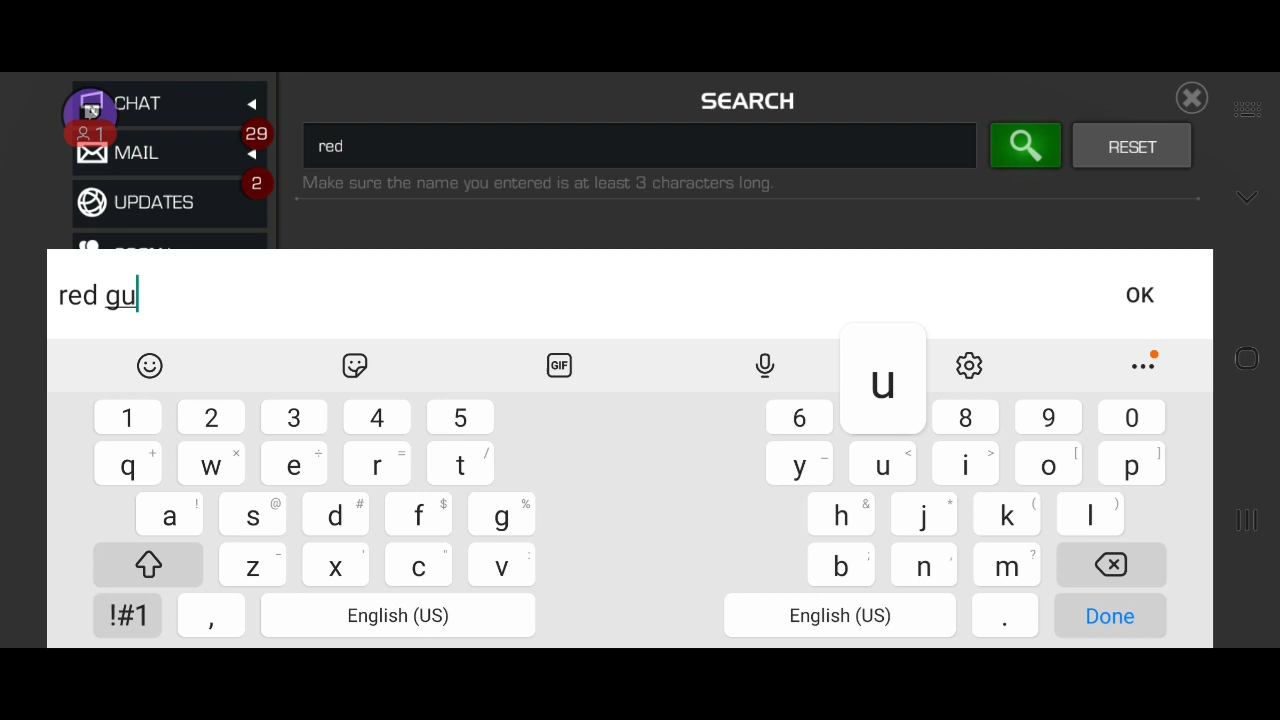 CHAT
1
29
MAIL
2
UPDATES
SEARCH
red
RESET
Make sure the name you entered is at least 3 characters long.
red gu
OK
GIF
u
1 2 3 4 5 6 8 9 0
q + w × e ÷ r = t / y _ u < i > o [ p ]
a ! s @ d # f $ g % h & j * k ( l )
z - x ' c " v : b ; n , m ?
!#1 , English (US) English (US) . Done